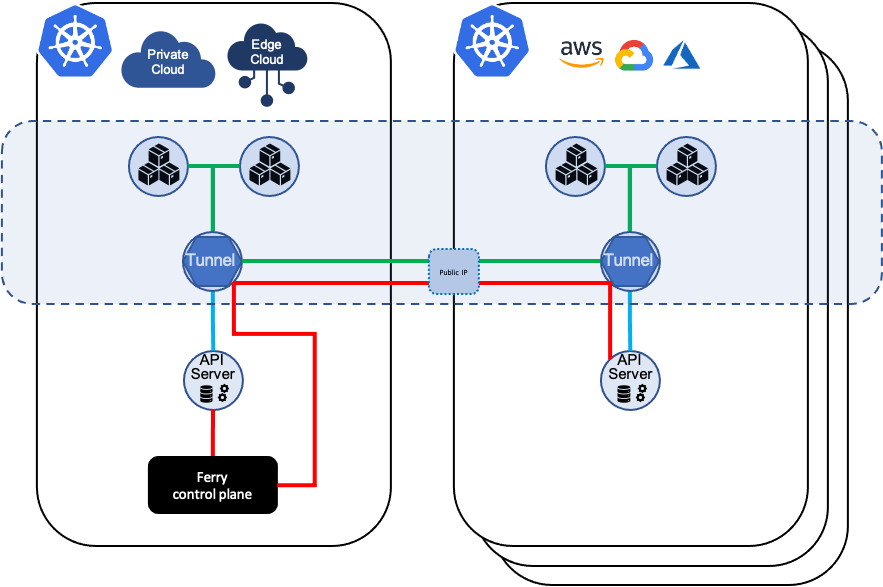 Private
Cloud
Edge
Cloud
aws
Tunnel
Public IP
Tunnel
API
Server
API
Server
Ferry
control plane